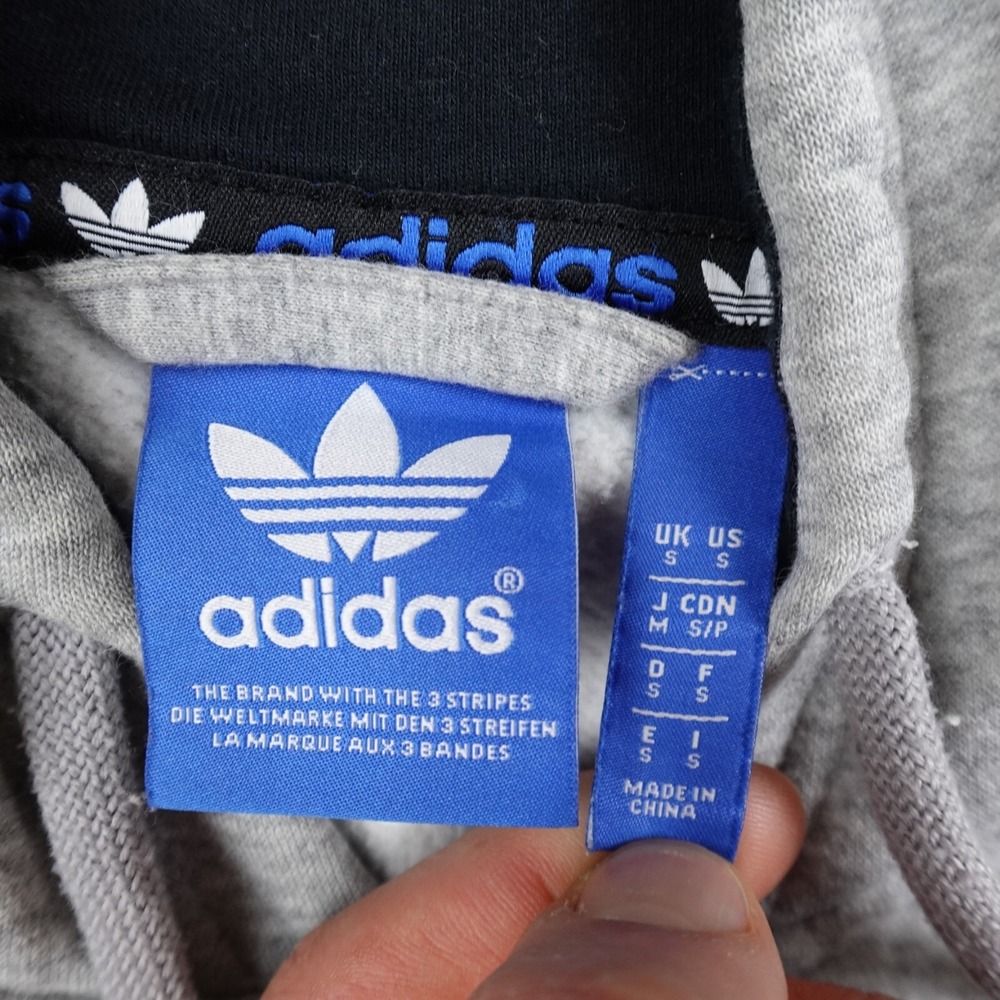 s adidas
adidas®
THE BRAND WITH THE 3 STRIPES
DIE WELTMARKE MIT DEN 3 STREIFEN
LA MARQUE AUX 3 BANDES
UK US
S S
J CDN
M S/P
D F
S S
E I
S S
MADE IN
CHINA